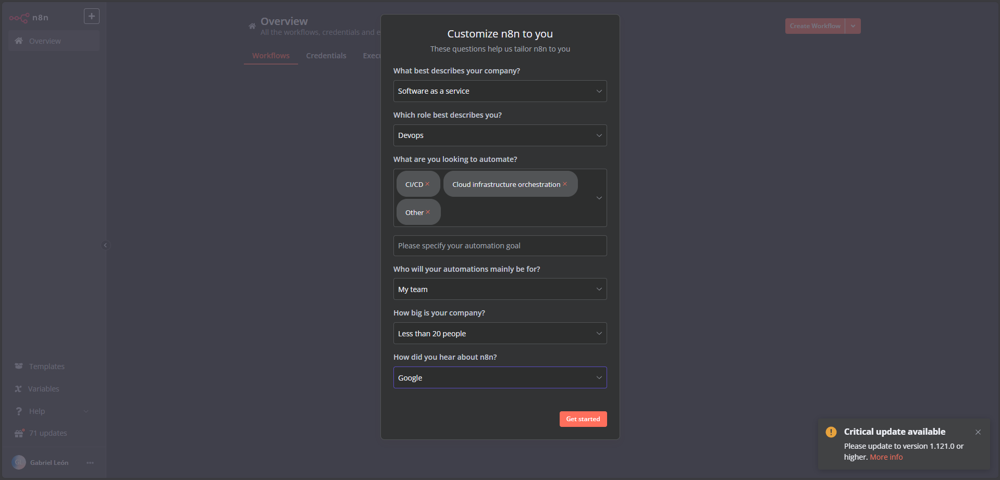 n8n
Overview
Overview
All the workflows, credentials and e
Workflows
Credentials
Execu
Create Workflow
Customize n8n to you
These questions help us tailor n8n to you
What best describes your company?
Software as a service
Which role best describes you?
Devops
What are you looking to automate?
CI/CD
Cloud infrastructure orchestration
Other
Please specify your automation goal
Who will your automations mainly be for?
My team
How big is your company?
Less than 20 people
How did you hear about n8n?
Google
Get started
Templates
Variables
Help
71 updates
GL
Gabriel León
Critical update available
Please update to version 1.121.0 or
higher. More info